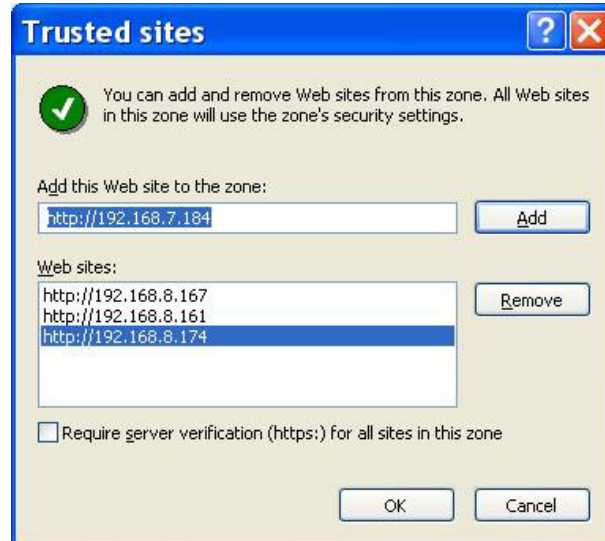 Trusted sites
You can add and remove Web sites from this zone. All Web sites
in this zone will use the zone's security settings.
Add this Web site to the zone:
http://192.168.7.184
Add
Web sites:
http://192.168.8.167
http://192.168.8.161
http://192.168.8.174
Remove
Require server verification (https:) for all sites in this zone
OK
Cancel